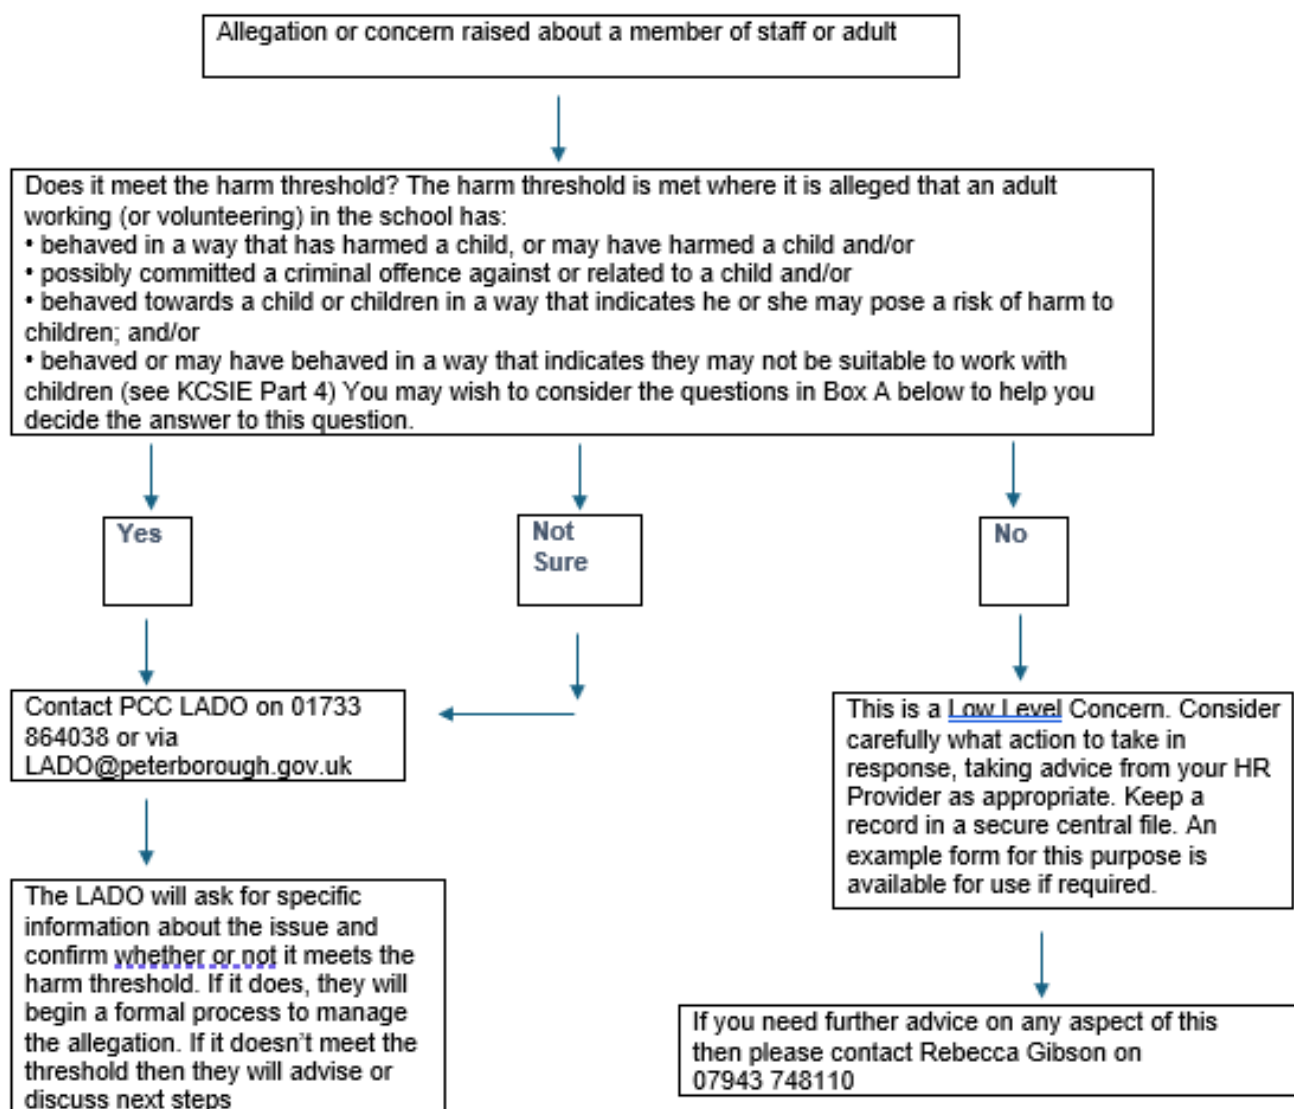 Allegation or concern raised about a member of staff or adult
Does it meet the harm threshold? The harm threshold is met where it is alleged that an adult
working (or volunteering) in the school has:
• behaved in a way that has harmed a child, or may have harmed a child and/or
• possibly committed a criminal offence against or related to a child and/or
• behaved towards a child or children in a way that indicates he or she may pose a risk of harm to
children; and/or
• behaved or may have behaved in a way that indicates they may not be suitable to work with
children (see KCSIE Part 4) You may wish to consider the questions in Box A below to help you
decide the answer to this question.
Yes
Not
Sure
No
Contact PCC LADO on 01733
864038 or via
LADO@peterborough.gov.uk
This is a Low Level Concern. Consider
carefully what action to take in
response, taking advice from your HR
Provider as appropriate. Keep a
record in a secure central file. An
example form for this purpose is
available for use if required.
The LADO will ask for specific
information about the issue and
confirm whether or not it meets the
harm threshold. If it does, they will
begin a formal process to manage
the allegation. If it doesn't meet the
threshold then they will advise or
discuss next steps
If you need further advice on any aspect of this
then please contact Rebecca Gibson on
07943 748110